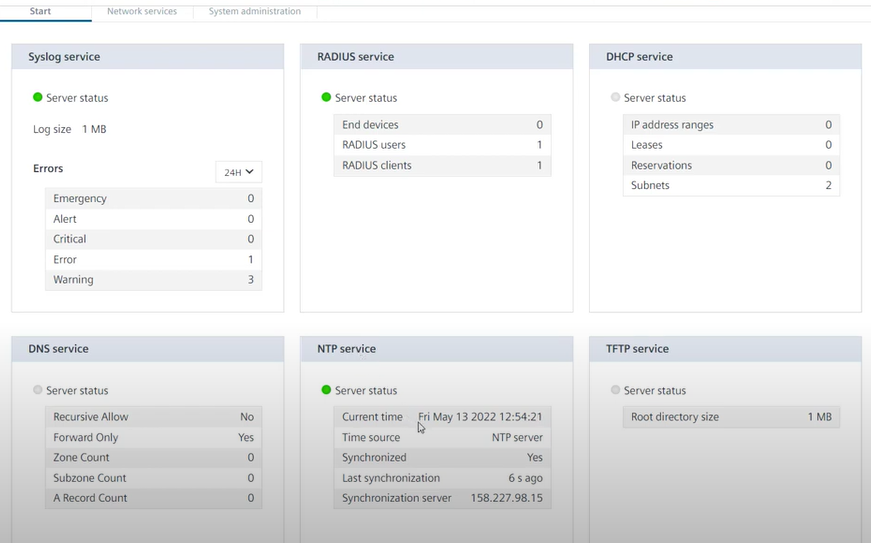 Start Network services System administration
Syslog service
Server status
Log size 1 MB
Errors 24H
Emergency 0
Alert 0
Critical 0
Error 1
Warning 3
RADIUS service
Server status
End devices 0
RADIUS users 1
RADIUS clients 1
DHCP service
Server status
IP address ranges 0
Leases 0
Reservations 0
Subnets 2
DNS service
Server status
Recursive Allow No
Forward Only Yes
Zone Count 0
Subzone Count 0
A Record Count 0
NTP service
Server status
Current time Fri May 13 2022 12:54:21
Time source NTP server
Synchronized Yes
Last synchronization 6 s ago
Synchronization server 158.227.98.15
TFTP service
Server status
Root directory size 1 MB